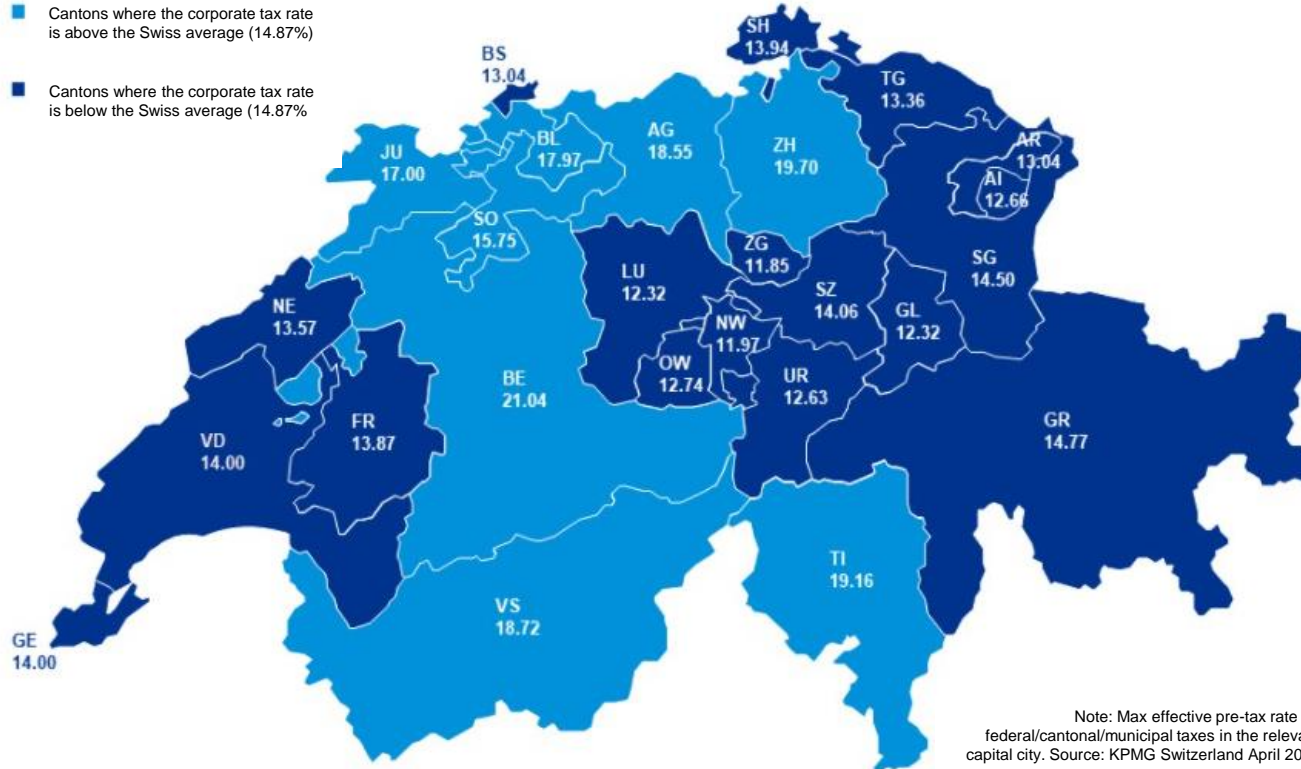 Cantons where the corporate tax rate
is above the Swiss average (14.87%)
Cantons where the corporate tax rate
is below the Swiss average (14.87%
SH
13.94
BS
13.04
TG
13.36
AG
18.55
BL
17.97
ZH
19.70
JU
17.00
AR
13.04
AI
12.66
SO
15.75
ZG
11.85
SG
14.50
LU
12.32
SZ
14.06
NE
13.57
GL
12.32
NW
11.97
OW
12.74
UR
12.63
BE
21.04
FR
13.87
GR
14.77
VD
14.00
TI
19.16
VS
18.72
GE
14.00
Note: Max effective pre-tax rate
federal/cantonal/municipal taxes in the
capital city. Source: KPMG Switzerland April